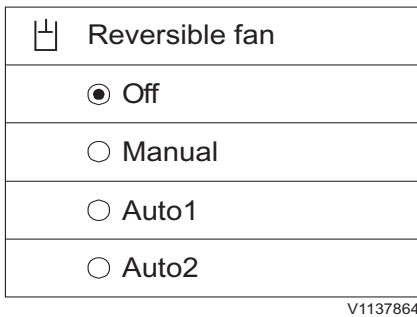 Reversible fan
Off
Manual
Auto1
Auto2
V1137864